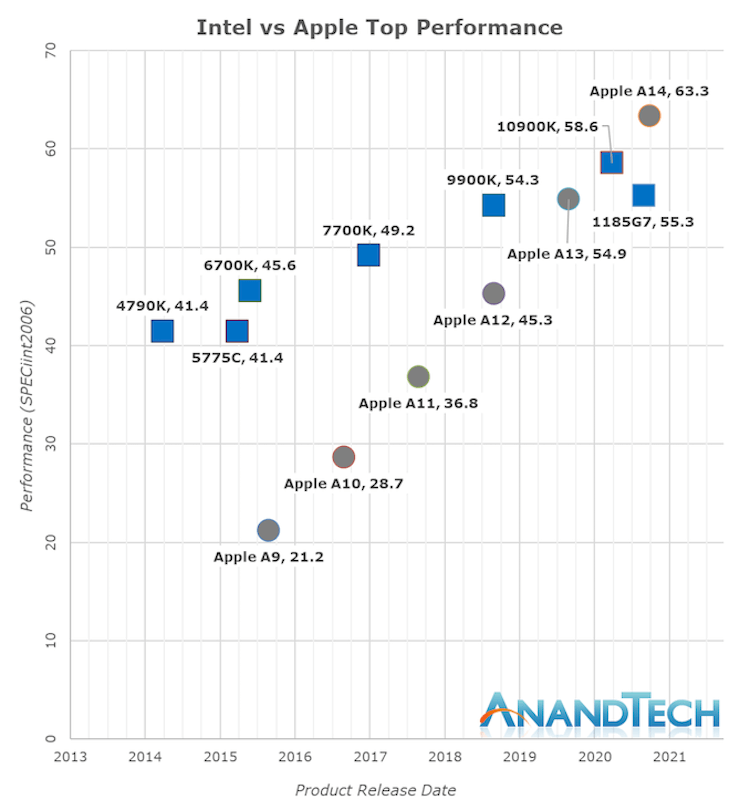 Intel vs Apple Top Performance
70
Apple A14, 63.3
10900K, 58.6
60
9900K, 54.3
1185G7, 55.3
7700K, 49.2
50
Apple A13, 54.9
6700K, 45.6
4790K, 41.4
Apple A12, 45.3
40
5775C, 41.4
Apple A11, 36.8
30
Apple A10, 28.7
20
Apple A9, 21.2
10
0
Performance (SPECiint2006)
ANANDTECH
2013 2014 2015 2016 2017 2018 2019 2020 2021
Product Release Date